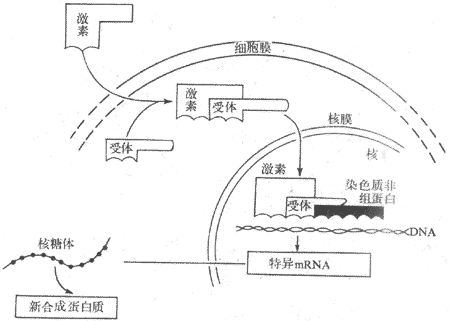 激
素
细胞膜
激
素
受体
受体
核膜
核
激素
染色质非
组蛋白
受体
DNA
核糖体
特异mRNA
新合成蛋白质